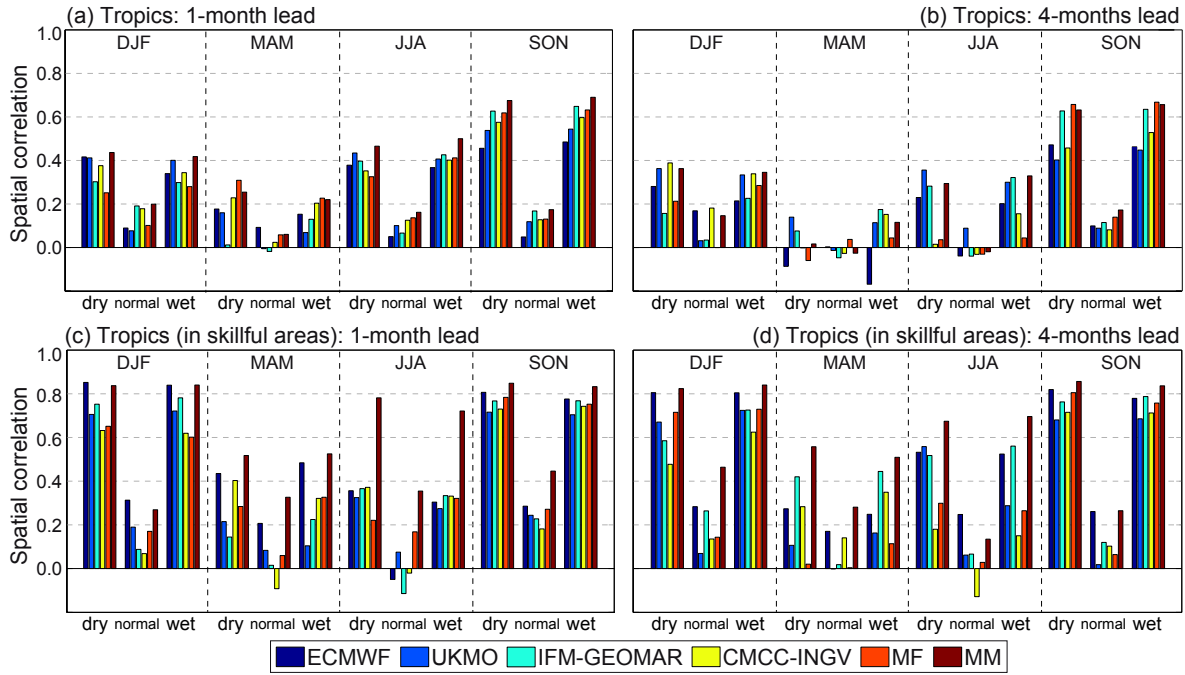 (a) Tropics: 1-month lead
(b) Tropics: 4-months lead
1.0
DJF MAM JJA SON
DJF MAM JJA SON
0.8
0.6
0.4
0.2
0.0
Spatial correlation
dry normal wet dry normal wet dry normal wet dry normal wet
dry normal wet dry normal wet dry normal wet dry normal wet
(c) Tropics (in skillful areas): 1-month lead
(d) Tropics (in skillful areas): 4-months lead
1.0
DJF MAM JJA SON
DJF MAM JJA SON
0.8
0.6
0.4
0.2
0.0
Spatial correlation
dry normal wet dry normal wet dry normal wet dry normal wet
dry normal wet dry normal wet dry normal wet dry normal wet
ECMWF UKMO IFM-GEOMAR CMCC-INGV MF MM